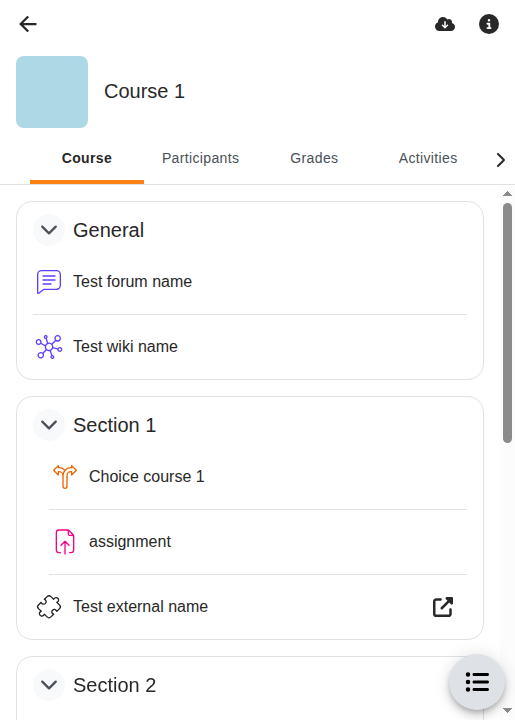 Course 1
Course
Participants
Grades
Activities
General
Test forum name
Test wiki name
Section 1
Choice course 1
assignment
Test external name
Section 2